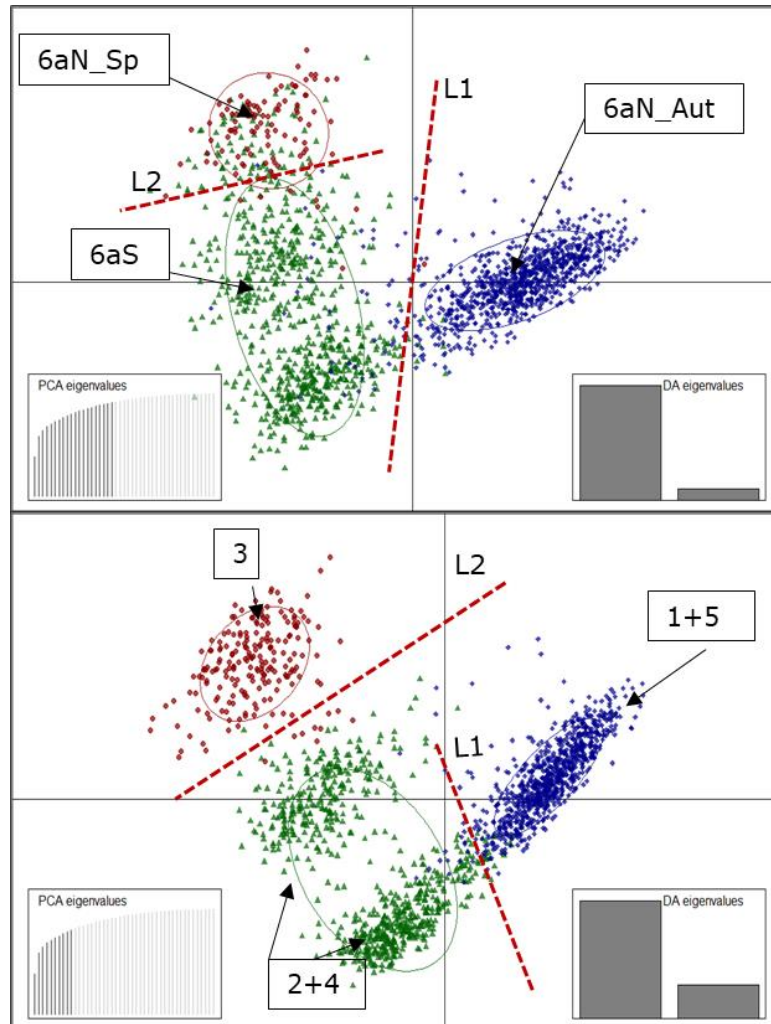 6aN_Sp
L1
6aN_Aut
L2
6aS
PCA eigenvalues
DA eigenvalues
3
L2
1+5
L1
PCA eigenvalues
DA eigenvalues
2+4